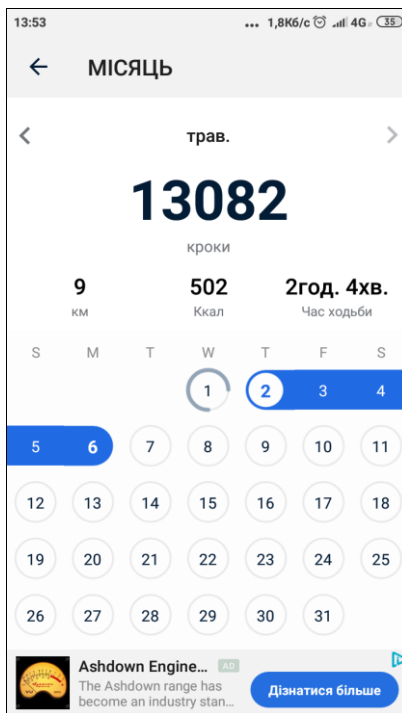 13:53 ... 1,8Кб/с 4G 35
МІСЯЦЬ
трав.
13082
кроки
9 502 2год. 4хв.
км Ккал Час ходьби
S M T W T F S
1 2 3 4
5 6 7 8 9 10 11
12 13 14 15 16 17 18
19 20 21 22 23 24 25
26 27 28 29 30 31
Ashdown Engine... AD
The Ashdown range has
become an industry stan...
Дізнатися більше